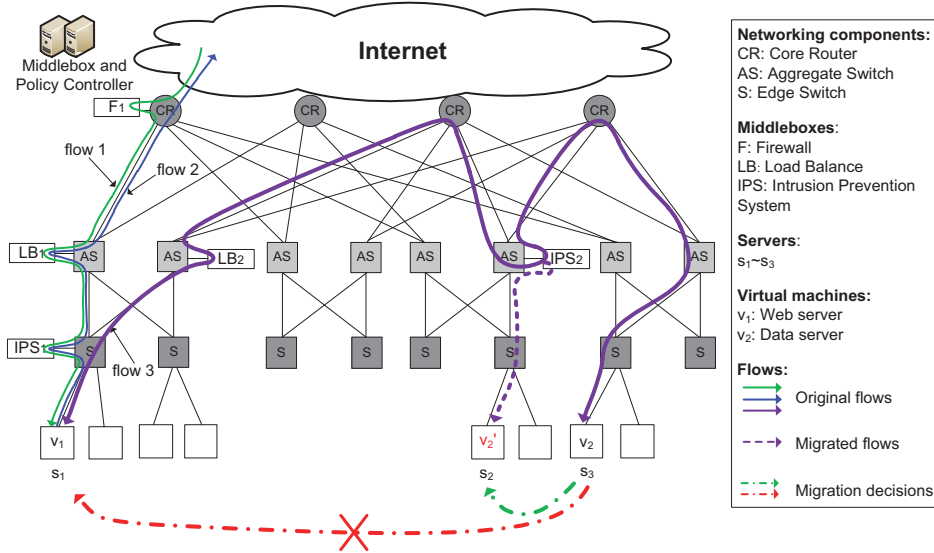 Internet
Middlebox and
Policy Controller
F1
CR
CR
CR
CR
flow 1
flow 2
LB1
AS
AS
LB2
AS
AS
AS
AS
IPS2
AS
AS
IPS1
S
S
S
S
S
S
S
S
flow 3
v1
v2'
v2
s1
s2
s3
Networking components:
CR: Core Router
AS: Aggregate Switch
S: Edge Switch
Middleboxes:
F: Firewall
LB: Load Balance
IPS: Intrusion Prevention
System
Servers:
s1~s3
Virtual machines:
v1: Web server
v2: Data server
Flows:
Original flows
Migrated flows
Migration decisions